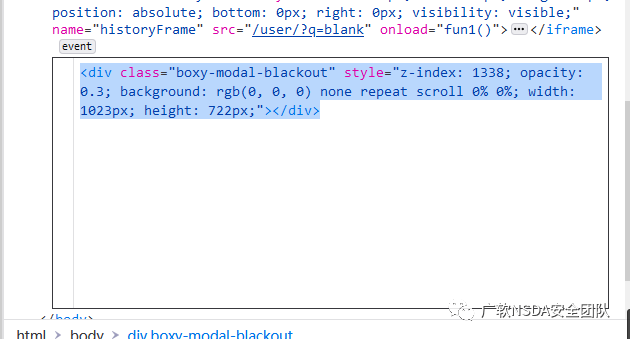 position: absolute; bottom: 0px; right: 0px; visibility: visible;"
name="historyFrame" src="/user/?q=blank" onload="fun1()"></iframe>
event
<div class="boxy-modal-blackout" style="z-index: 1338; opacity:
0.3; background: rgb(0, 0, 0) none repeat scroll 0% 0%; width:
1023px; height: 722px;"></div>
</body>
广软NSDA安全团队
html > body > div.boxy-modal-blackout